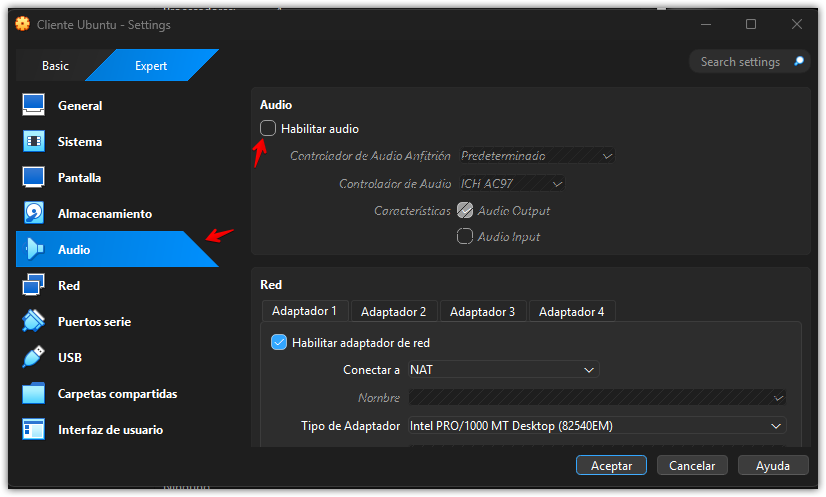 Cliente Ubuntu - Settings
Basic
Expert
Search settings
General
Sistema
Pantalla
Almacenamiento
Audio
Red
Puertos serie
USB
Carpetas compartidas
Interfaz de usuario
Audio
Habilitar audio
Controlador de Audio Anfitrión Predeterminado
Controlador de Audio ICH AC97
Características Audio Output
Audio Input
Red
Adaptador 1 Adaptador 2 Adaptador 3 Adaptador 4
Habilitar adaptador de red
Conectar a NAT
Nombre
Tipo de Adaptador Intel PRO/1000 MT Desktop (82540EM)
Aceptar Cancelar Ayuda